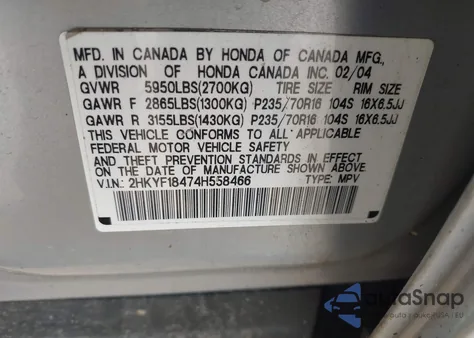 MFD. IN CANADA BY HONDA OF CANADA MFG.,
A DIVISION OF HONDA CANADA INC. 02/04
GVWR 5950LBS(2700KG) TIRE SIZE RIM SIZE
GAWR F 2865LBS(1300KG) P235/70R16 104S 16X6.5JJ
GAWR R 3155LBS(1430KG) P235/70R16 104S 16X6.5JJ
THIS VEHICLE CONFORMS TO ALL APPLICABLE
FEDERAL MOTOR VEHICLE SAFETY
AND THEFT PREVENTION STANDARDS IN EFFECT
ON THE DATE OF MANUFACTURE SHOWN ABOVE.
V.I.N.: 2HKYF18474H558466 TYPE: MPV
AutoSnap